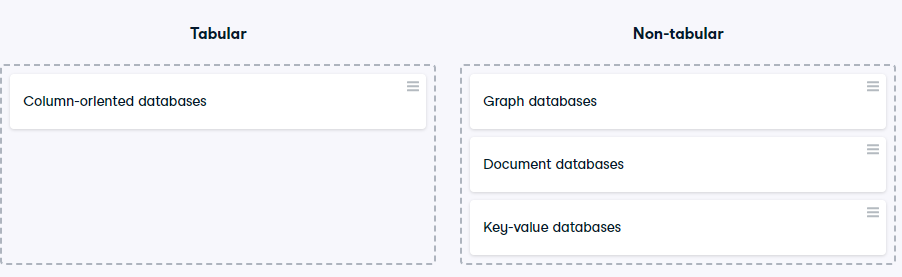 Tabular
Non-tabular
Column-oriented databases
Graph databases
Document databases
Key-value databases